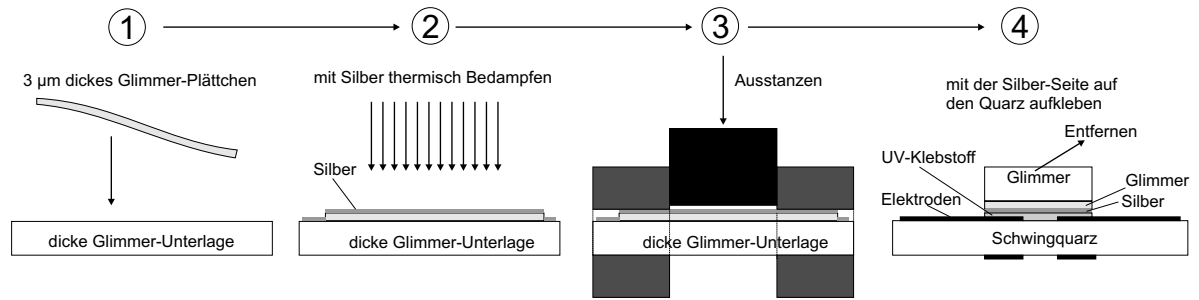 1
2
3
4
3 µm dickes Glimmer-Plättchen
dicke Glimmer-Unterlage
mit Silber thermisch Bedampfen
Silber
dicke Glimmer-Unterlage
Ausstanzen
dicke Glimmer-Unterlage
mit der Silber-Seite auf
den Quarz aufkleben
Entfernen
UV-Klebstoff
Glimmer
Glimmer
Elektroden
Silber
Schwingquarz